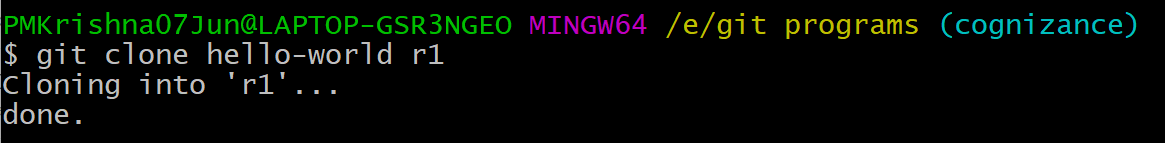 PMKrishna07Jun@LAPTOP-GSR3NGEO MINGW64 /e/git programs (cognizance)
$ git clone hello-world r1
Cloning into 'r1'...
done.